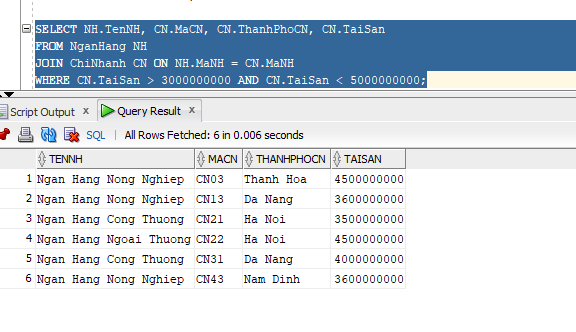 SELECT NH.TenNH, CN.MaCN, CN.ThanhPhoCN, CN.TaiSan
FROM NganHang NH
JOIN ChiNhanh CN ON NH.MaNH = CN.MaNH
WHERE CN.TaiSan > 3000000000 AND CN.TaiSan < 5000000000;
Script Output x Query Result x
SQL | All Rows Fetched: 6 in 0.006 seconds
TENNH MACN THANHPHOCN TAISAN
1 Ngan Hang Nong Nghiep CN03 Thanh Hoa 4500000000
2 Ngan Hang Nong Nghiep CN13 Da Nang 3600000000
3 Ngan Hang Cong Thuong CN21 Ha Noi 3500000000
4 Ngan Hang Ngoai Thuong CN22 Ha Noi 4500000000
5 Ngan Hang Cong Thuong CN31 Da Nang 4000000000
6 Ngan Hang Nong Nghiep CN43 Nam Dinh 3600000000